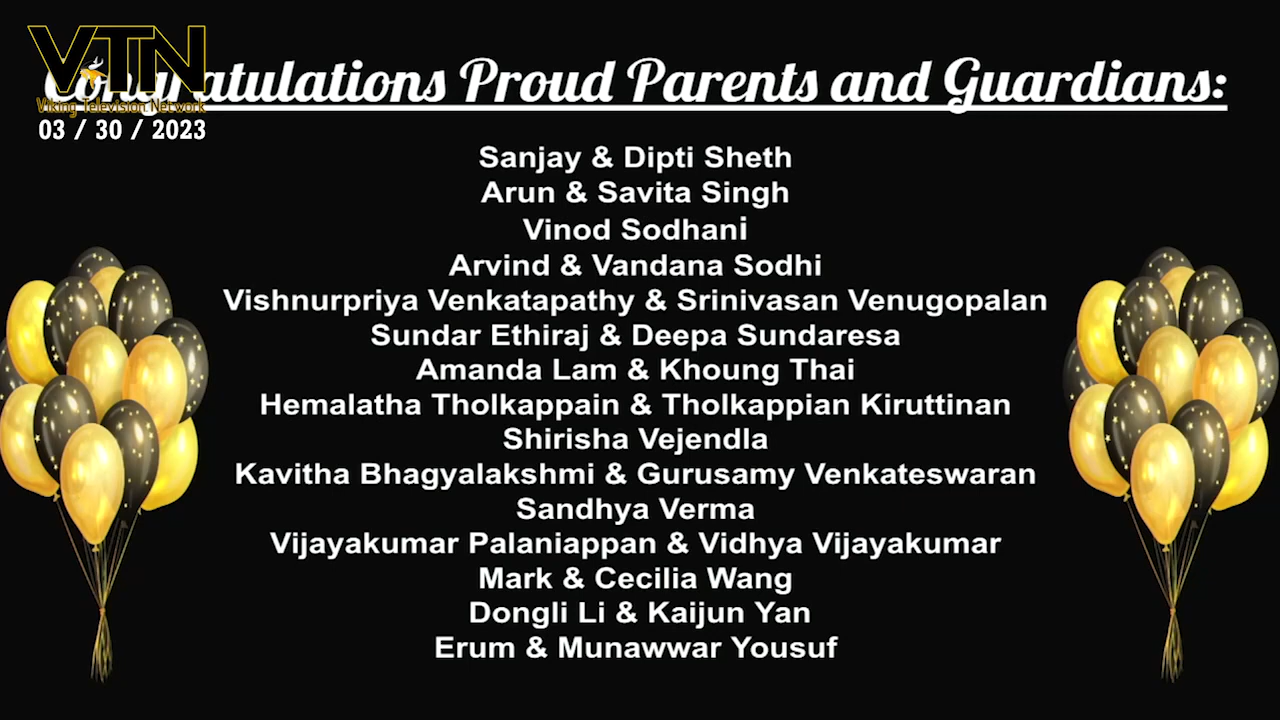 VTN
Viking Television Network
03 / 30 / 2023
Congratulations Proud Parents and Guardians:
Sanjay & Dipti Sheth
Arun & Savita Singh
Vinod Sodhani
Arvind & Vandana Sodhi
Vishnurpriya Venkatapathy & Srinivasan Venugopalan
Sundar Ethiraj & Deepa Sundaresa
Amanda Lam & Khoung Thai
Hemalatha Tholkappain & Tholkappian Kiruttinan
Shirisha Vejendla
Kavitha Bhagyalakshmi & Gurusamy Venkateswaran
Sandhya Verma
Vijayakumar Palaniappan & Vidhya Vijayakumar
Mark & Cecilia Wang
Dongli Li & Kaijun Yan
Erum & Munawwar Yousuf